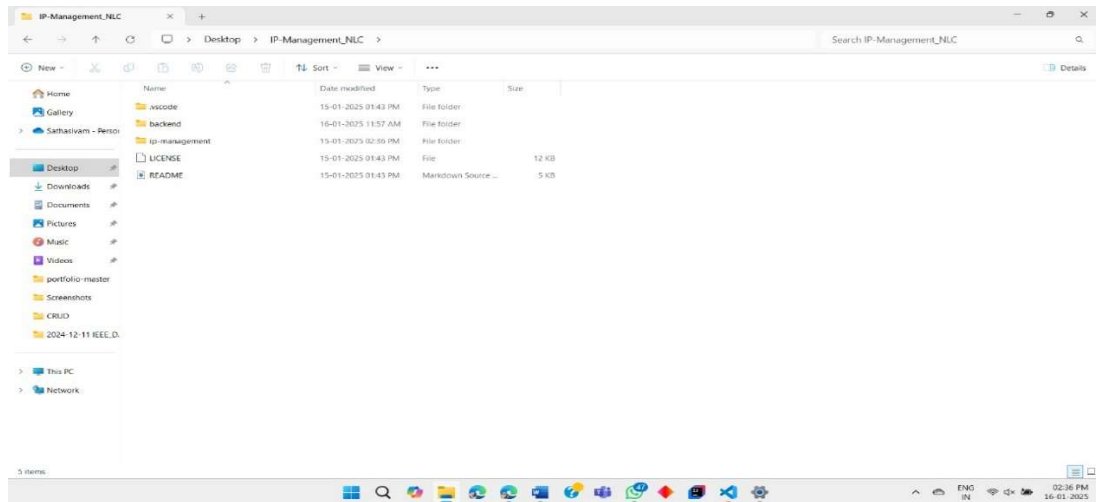 IP-Management_NLC
Desktop > IP-Management_NLC >
Search IP-Management_NLC
New
Sort
View
Details
Name Date modified Type Size
.vscode 15-01-2025 01:43 PM File folder
backend 16-01-2025 11:57 AM File folder
ip-management 15-01-2025 02:36 PM File folder
LICENSE 15-01-2025 01:43 PM File 12 KB
README 15-01-2025 01:43 PM Markdown Source ... 5 KB
Home
Gallery
Sathasivam - Person
Desktop
Downloads
Documents
Pictures
Music
Videos
portfolio-master
Screenshots
CRUD
2024-12-11 IEEE_D.
This PC
Network
5 items
47
ENG
IN
02:36 PM
16-01-2025